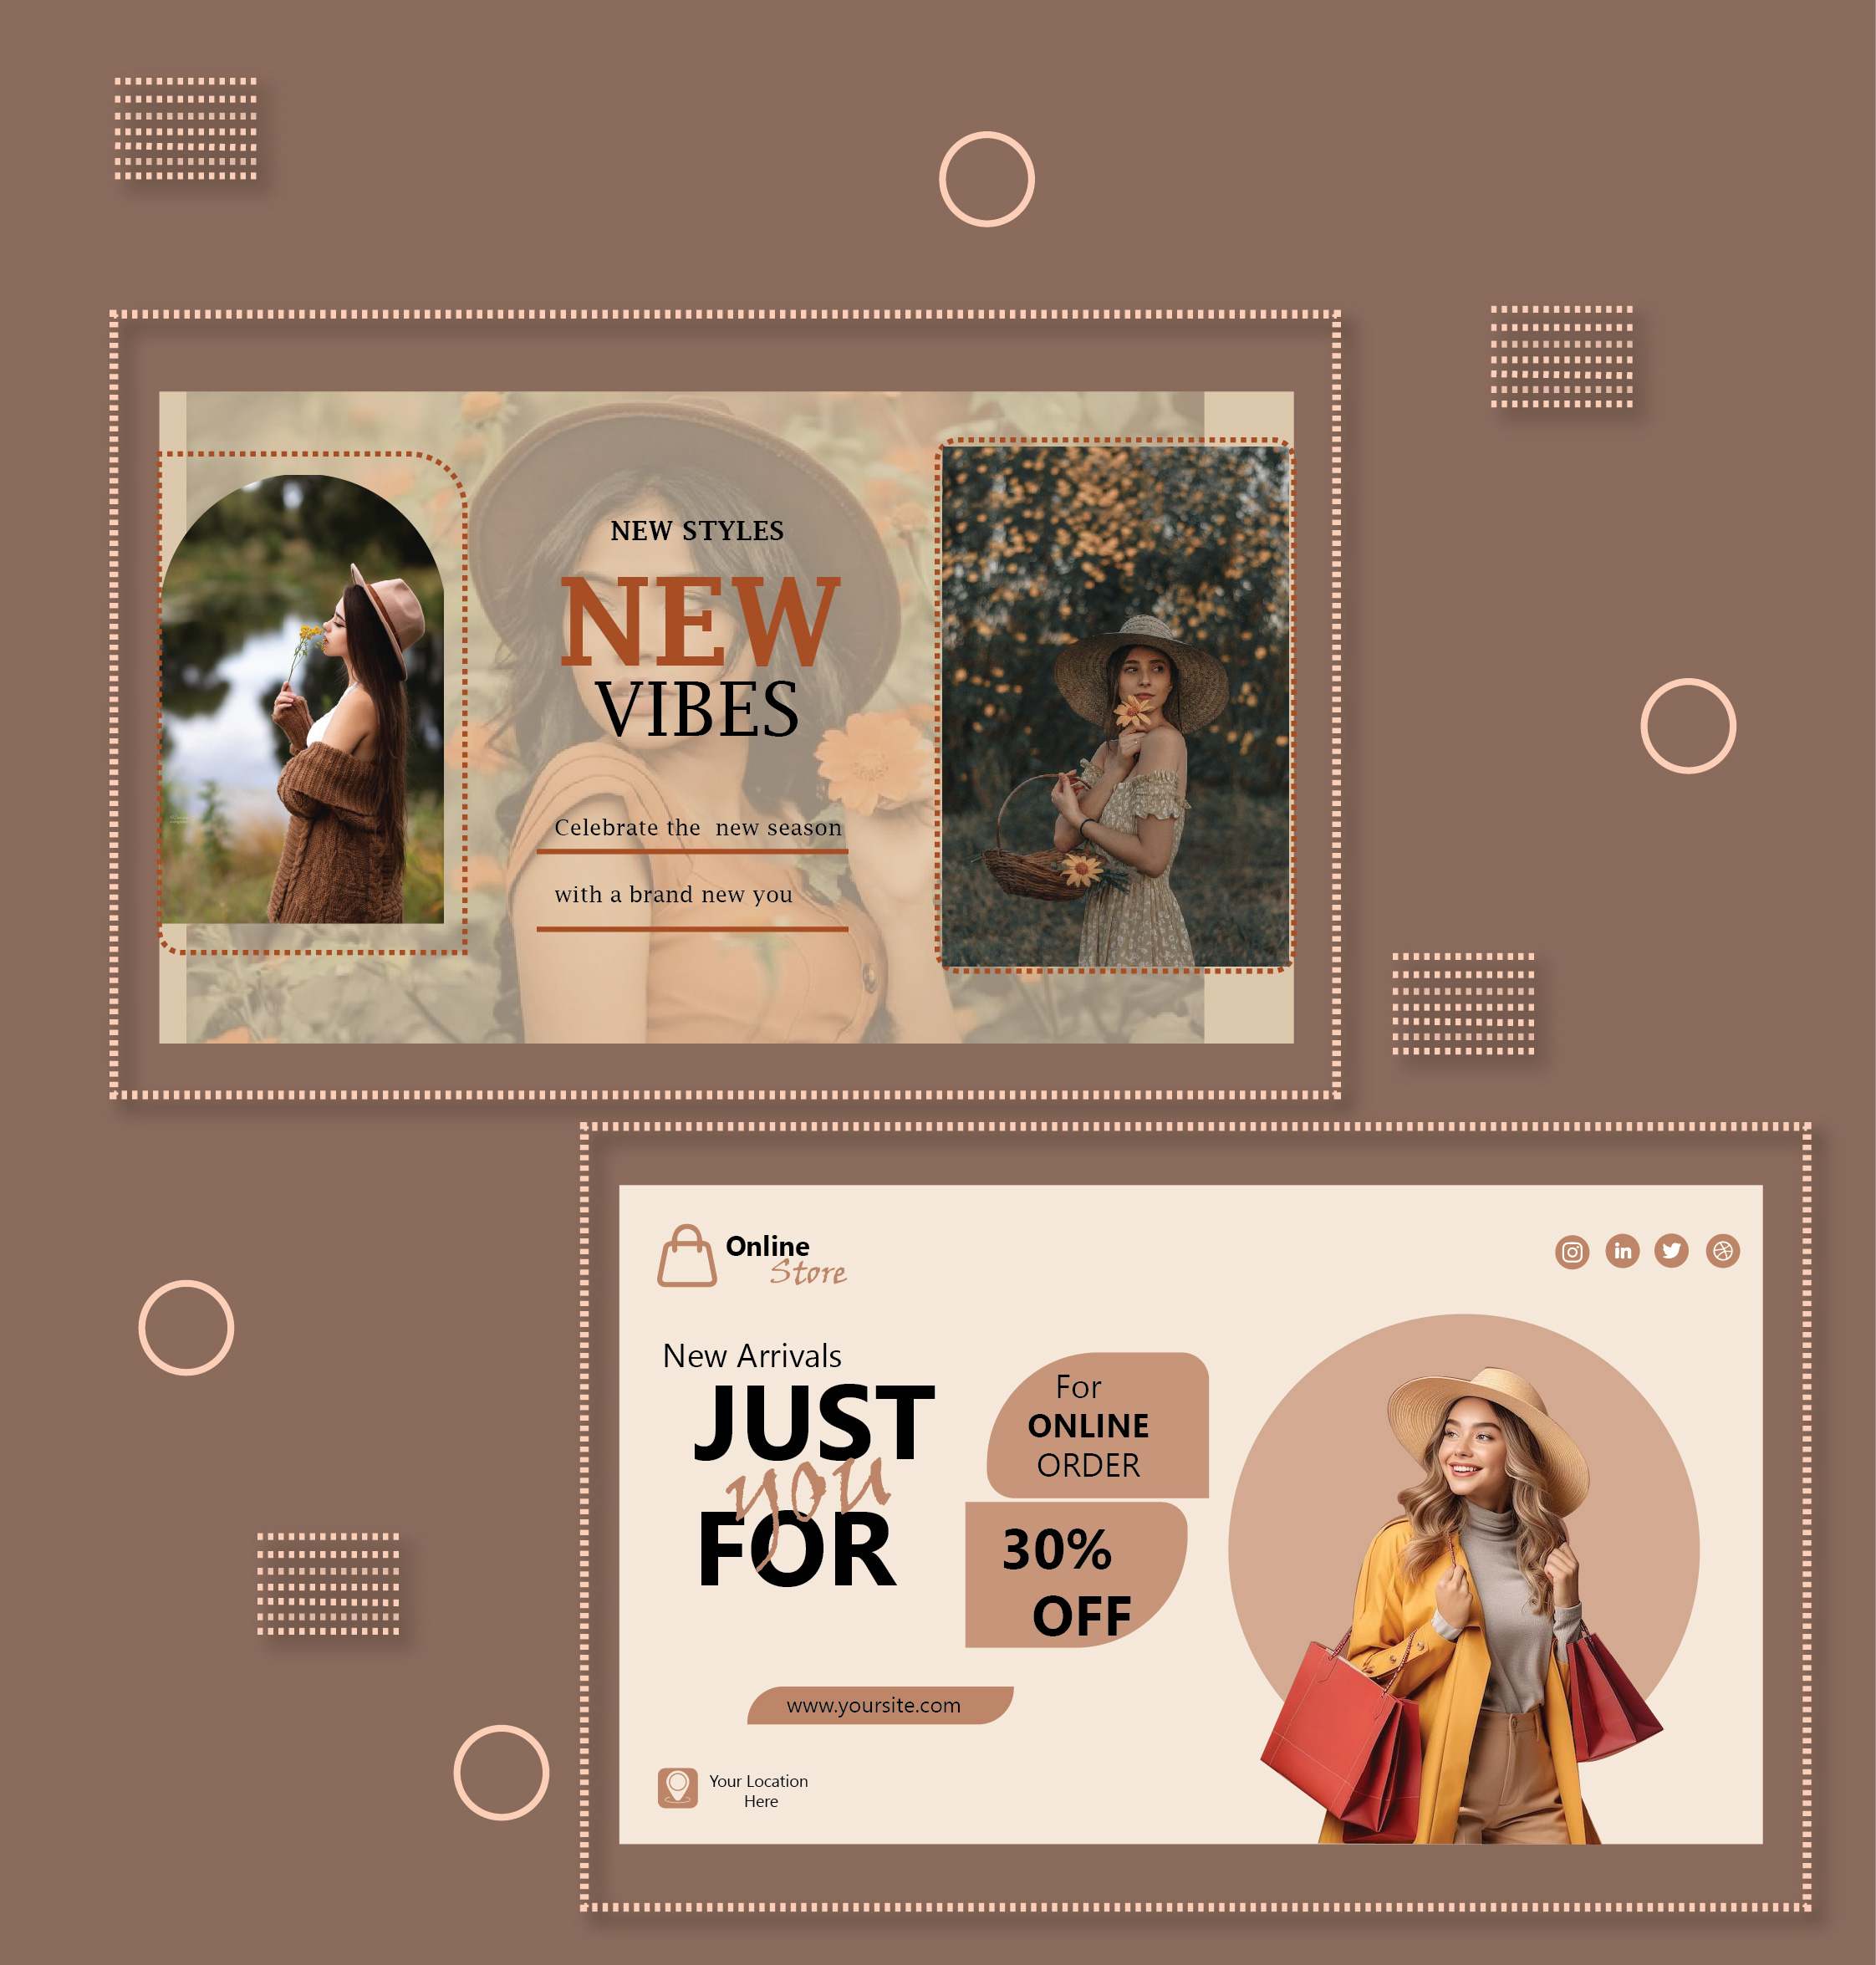 NEW STYLES
NEW
VIBES
Celebrate the new season
with a brand new you
Online
Store
New Arrivals
JUST
you
FOR
For
ONLINE
ORDER
30%
OFF
www.yoursite.com
Your Location
Here
in